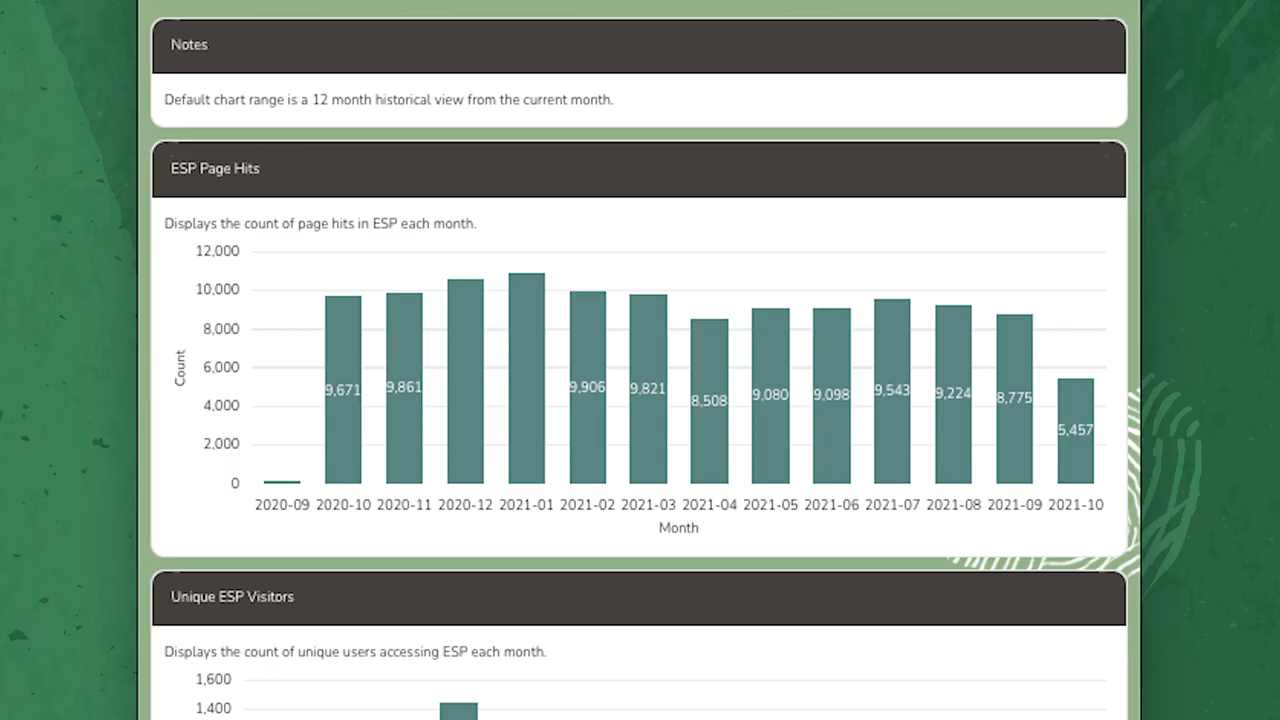 Notes
Default chart range is a 12 month historical view from the current month.
ESP Page Hits
Displays the count of page hits in ESP each month.
12,000
10,000
8,000
6,000
4,000
2,000
0
Count
9,671 9,861 9,906 9,821 8,508 9,080 9,098 9,543 9,224 8,775 5,457
2020-09 2020-10 2020-11 2020-12 2021-01 2021-02 2021-03 2021-04 2021-05 2021-06 2021-07 2021-08 2021-09 2021-10
Month
Unique ESP Visitors
Displays the count of unique users accessing ESP each month.
1,600
1,400